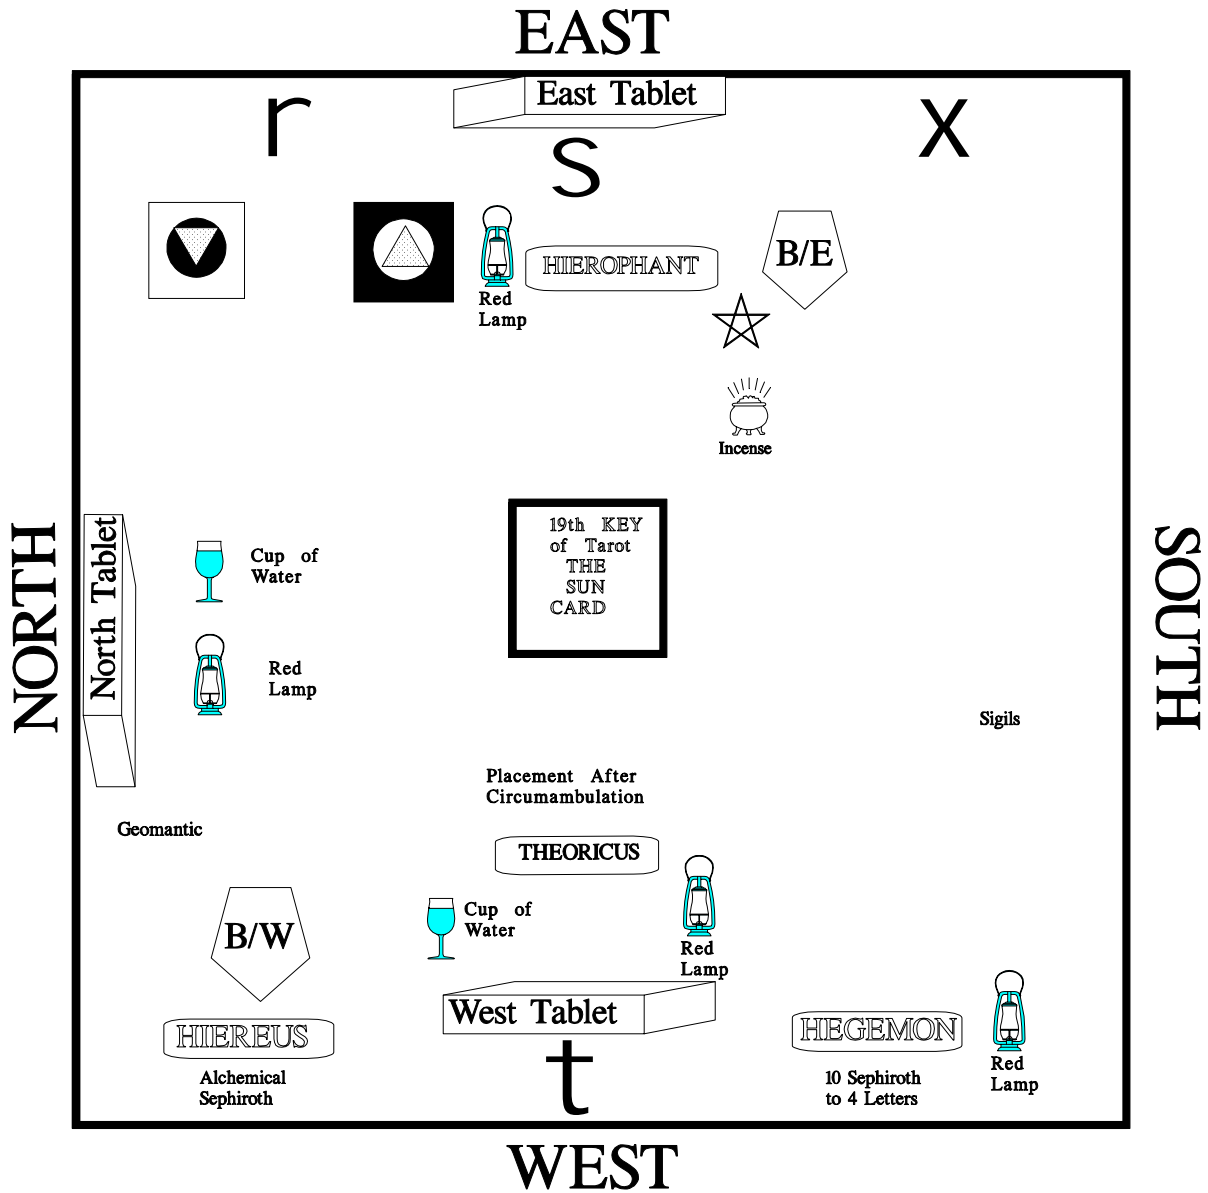 EAST
East Tablet
r
x
s
B/E
HIEROPHANT
Red
Lamp
Incense
NORTH
North Tablet
SOUTH
19th KEY
of Tarot
THE
SUN
CARD
Cup of
Water
Red
Lamp
Sigils
Placement After
Circumambulation
Geomantic
THEORICUS
B/W
Cup of
Water
Red
Lamp
West Tablet
HIEREUS
HEGEMON
Alchemical
Sephiroth
t
10 Sephiroth
to 4 Letters
Red
Lamp
WEST